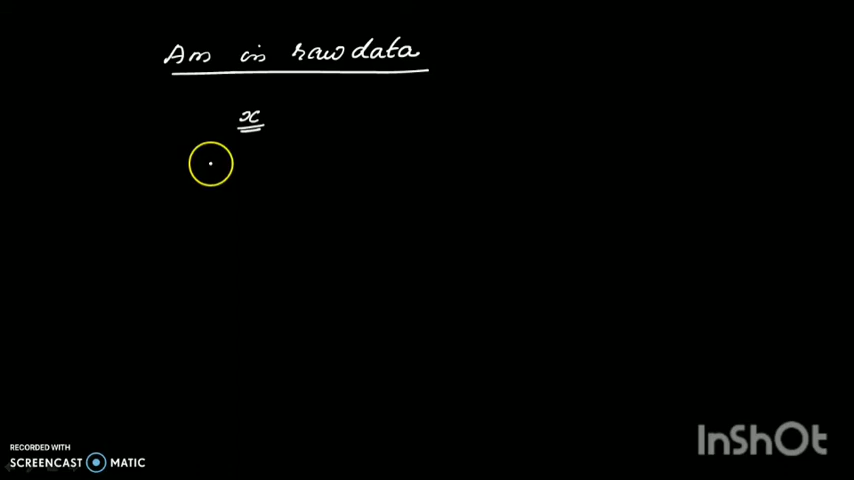 Am in raw data
x
RECORDED WITH
SCREENCAST MATIC
InShOt